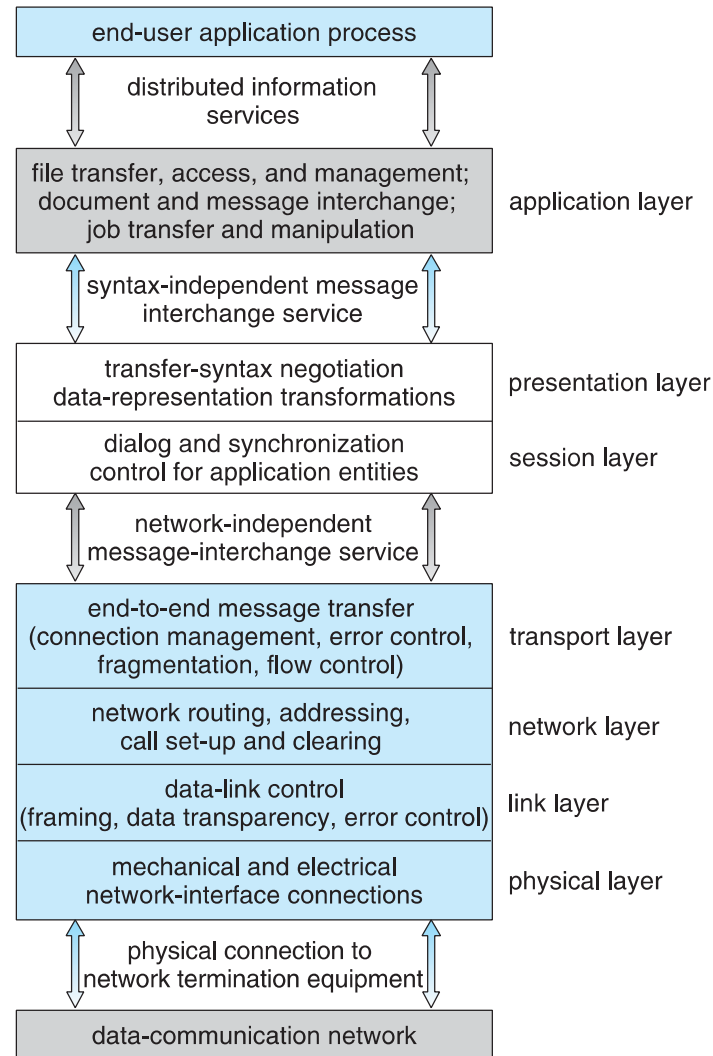 end-user application process
distributed information
services
file transfer, access, and management;
document and message interchange;
job transfer and manipulation
application layer
syntax-independent message
interchange service
transfer-syntax negotiation
data-representation transformations
presentation layer
dialog and synchronization
control for application entities
session layer
network-independent
message-interchange service
end-to-end message transfer
(connection management, error control,
fragmentation, flow control)
transport layer
network routing, addressing,
call set-up and clearing
network layer
data-link control
(framing, data transparency, error control)
link layer
mechanical and electrical
network-interface connections
physical layer
physical connection to
network termination equipment
data-communication network